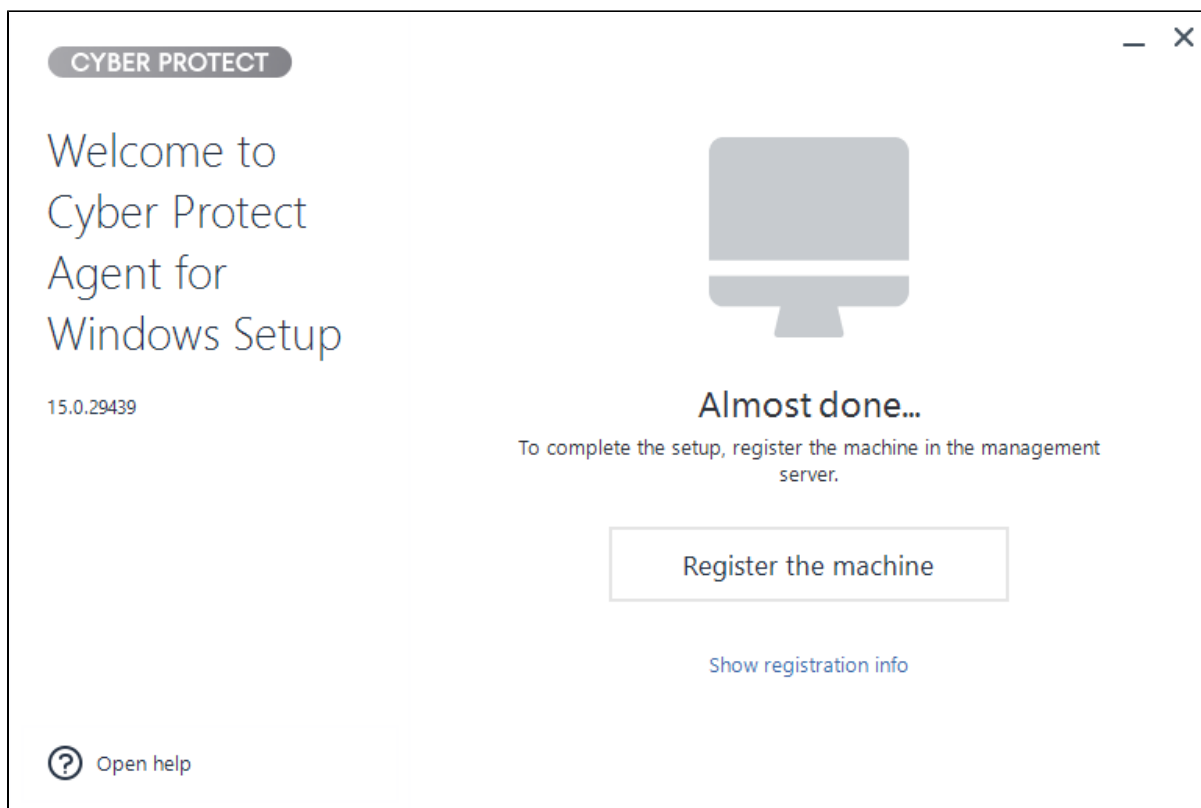 CYBER PROTECT
Welcome to
Cyber Protect
Agent for
Windows Setup
15.0.29439
Almost done...
To complete the setup, register the machine in the management
server.
Register the machine
Show registration info
Open help